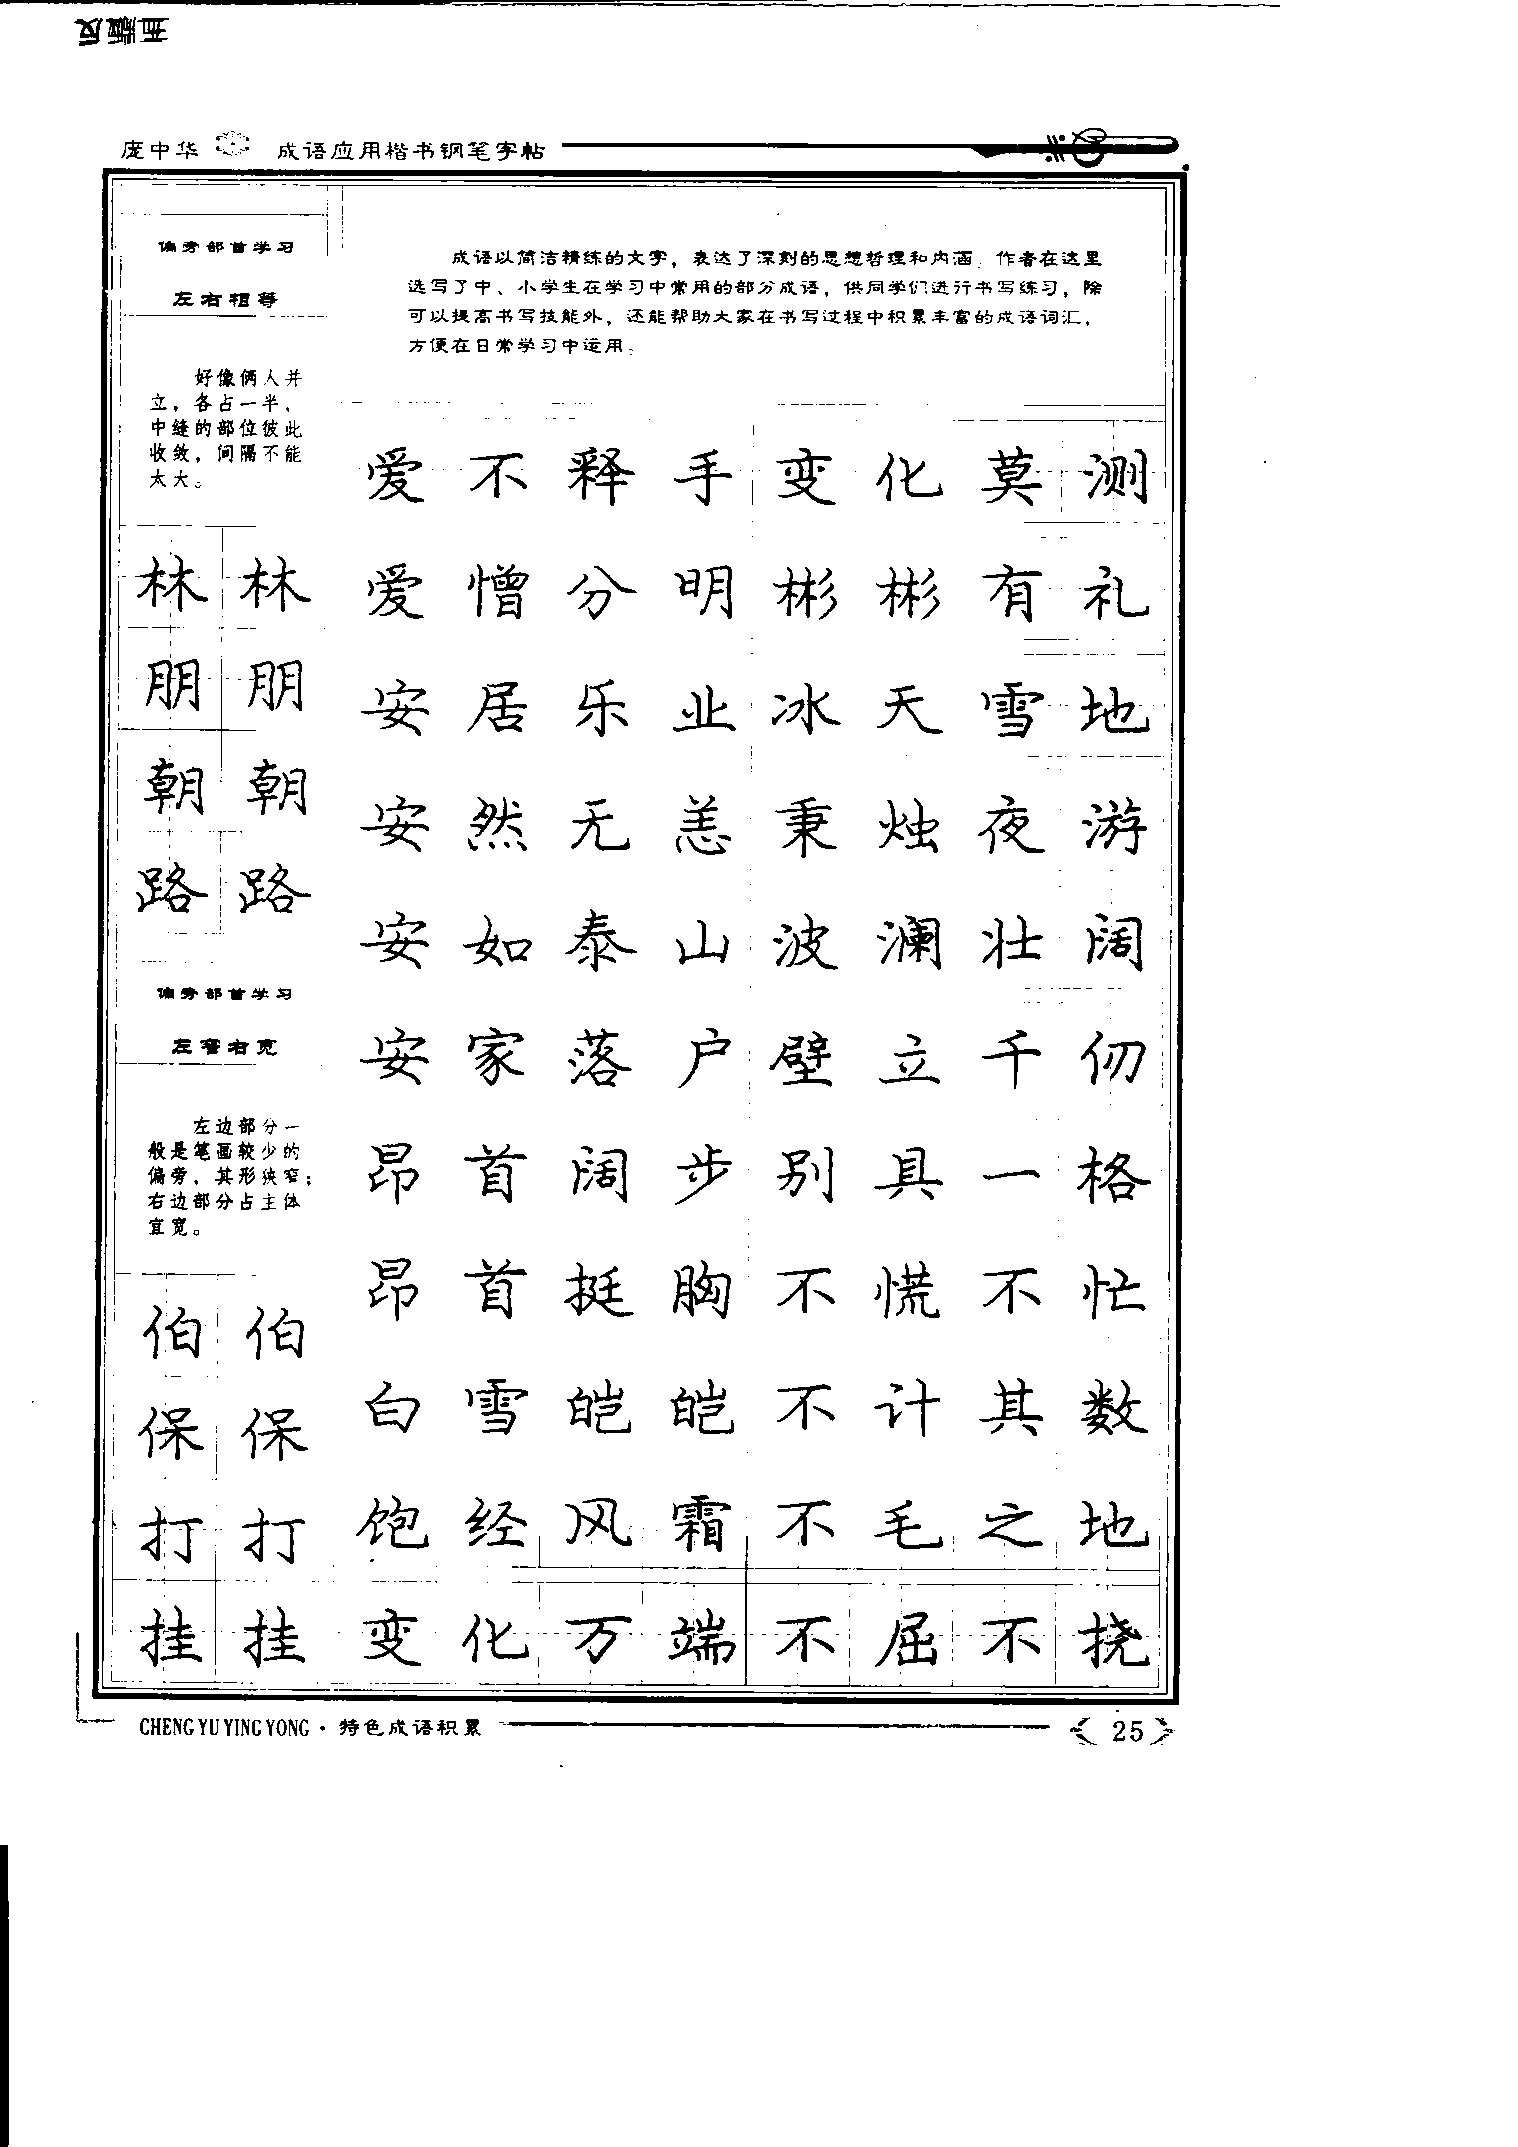 庞中华 成语应用楷书钢笔字帖
偏旁部首学习
左右相等
好像俩人并
立，各占一半，
中缝的部位彼此
收敛，间隔不能
太大。
林 林
朋 朋
朝 朝
路 路
偏旁部首学习
左窄右宽
左边部分一
般是笔画较少的
偏旁，其形狭窄；
右边部分占主体
宜宽。
伯 伯
保 保
打 打
挂 挂
成语以简洁精练的文字，表达了深刻的思想哲理和内涵。作者在这里
选写了中、小学生在学习中常用的部分成语，供同学们进行书写练习，除
可以提高书写技能外，还能帮助大家在书写过程中积累丰富的成语词汇，
方便在日常学习中运用。
爱不释手变化莫测
爱憎分明彬彬有礼
安居乐业冰天雪地
安然无恙秉烛夜游
安如泰山波澜壮阔
安家落户壁立千仞
昂首阔步别具一格
昂首挺胸不慌不忙
白雪皑皑不计其数
饱经风霜不毛之地
变化万端不屈不挠
CHENG YU YING YONG · 特色成语积累
25